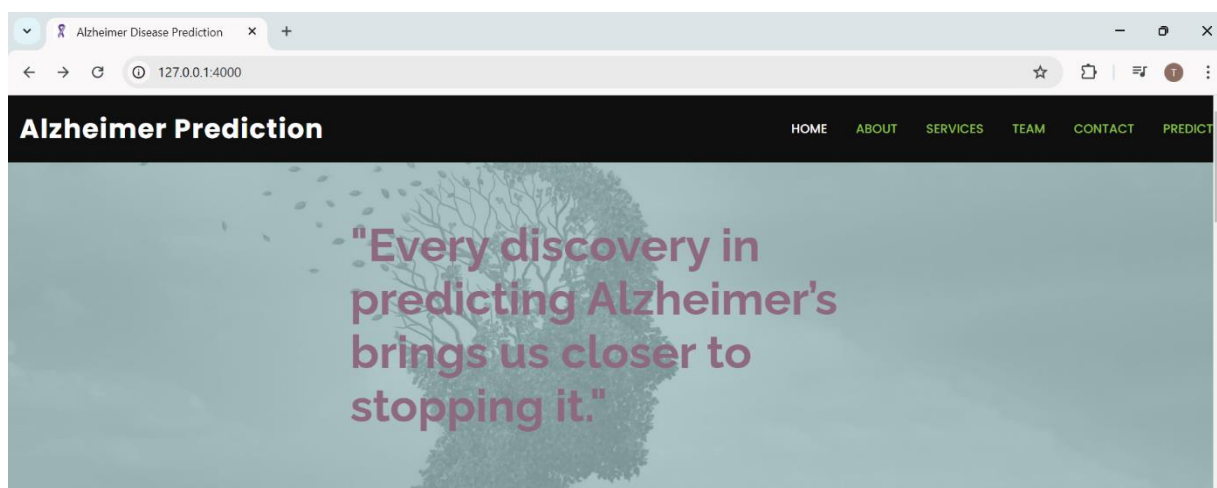 Alzheimer Disease Prediction
127.0.0.1:4000
T
Alzheimer Prediction
HOME ABOUT SERVICES TEAM CONTACT PREDICT
"Every discovery in
predicting Alzheimer’s
brings us closer to
stopping it."